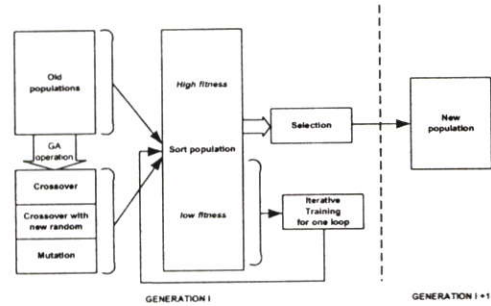 Old
populations
GA
operation
Crossover
Crossover with
new random
Mutation
High fitness
Sort population
low fitness
Selection
Iterative
Training
for one loop
New
population
GENERATION I
GENERATION I +1